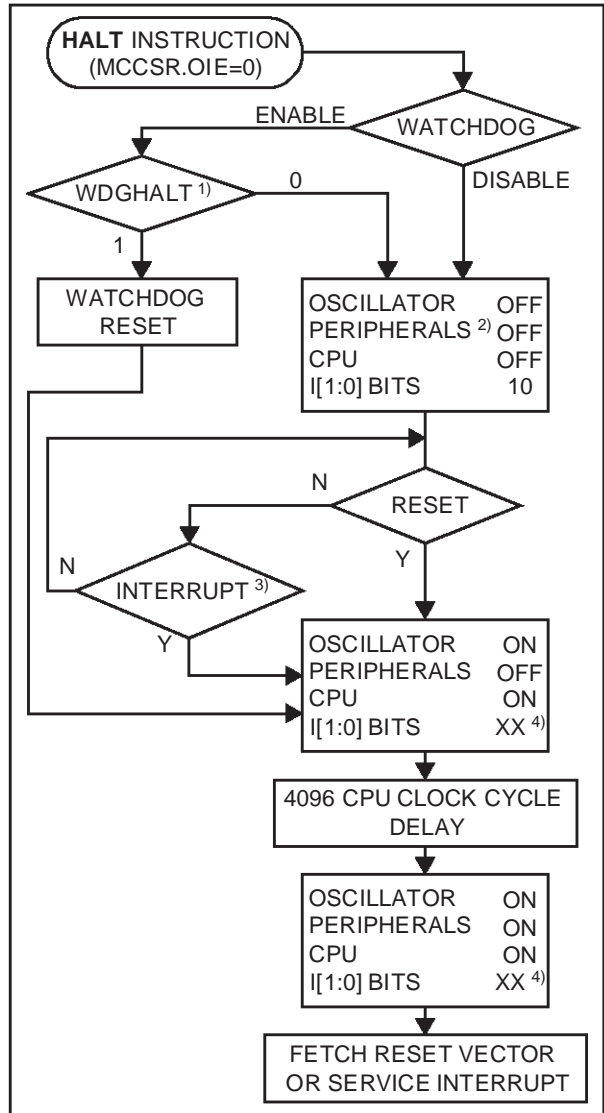 HALT INSTRUCTION
(MCCSR.OIE=0)
ENABLE
WATCHDOG
WDGHALT 1)
0
DISABLE
1
WATCHDOG
RESET
OSCILLATOR OFF
PERIPHERALS 2) OFF
CPU OFF
I[1:0] BITS 10
N
RESET
N
INTERRUPT 3)
Y
Y
OSCILLATOR ON
PERIPHERALS OFF
CPU ON
I[1:0] BITS XX 4)
4096 CPU CLOCK CYCLE
DELAY
OSCILLATOR ON
PERIPHERALS ON
CPU ON
I[1:0] BITS XX 4)
FETCH RESET VECTOR
OR SERVICE INTERRUPT